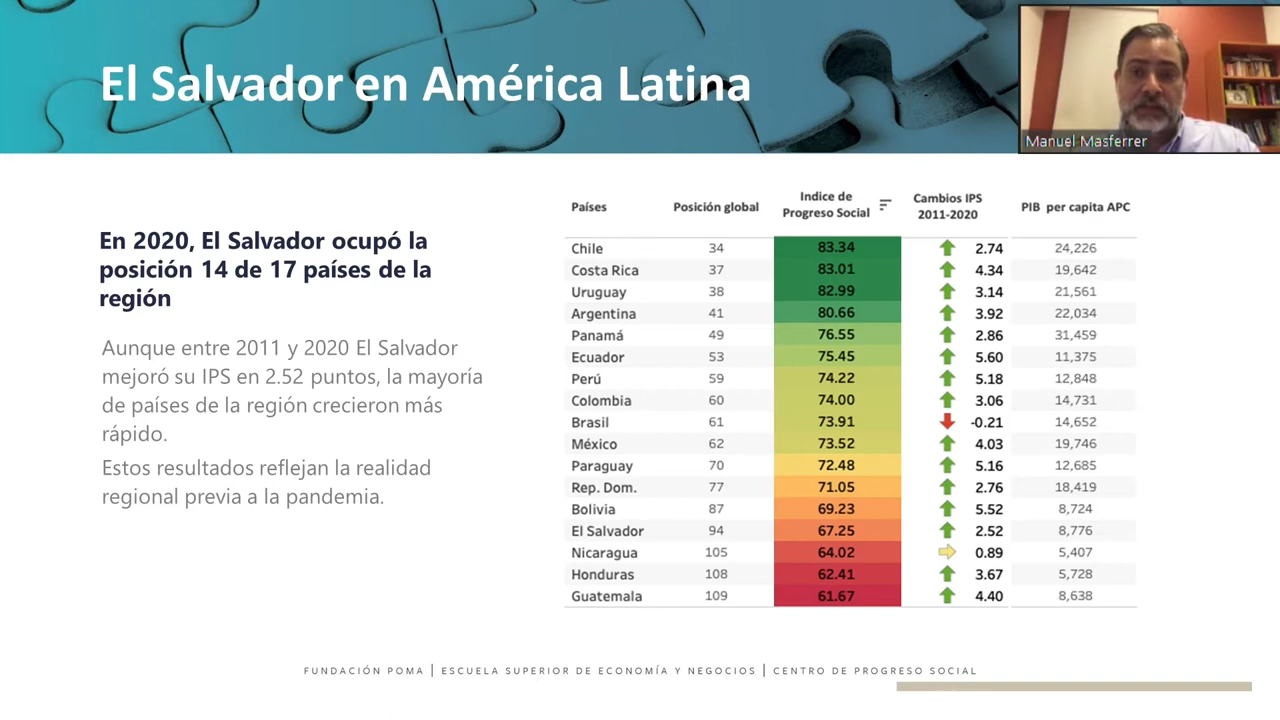 El Salvador en América Latina
Manuel Masferrer
En 2020, El Salvador ocupó la
posición 14 de 17 países de la
región
Aunque entre 2011 y 2020 El Salvador
mejoró su IPS en 2.52 puntos, la mayoría
de países de la región crecieron más
rápido.
Estos resultados reflejan la realidad
regional previa a la pandemia.
Países Posición global Indice de Progreso Social Cambios IPS 2011-2020 PIB per capita APC
Chile 34 83.34 2.74 24,226
Costa Rica 37 83.01 4.34 19,642
Uruguay 38 82.99 3.14 21,561
Argentina 41 80.66 3.92 22,034
Panamá 49 76.55 2.86 31,459
Ecuador 53 75.45 5.60 11,375
Perú 59 74.22 5.18 12,848
Colombia 60 74.00 3.06 14,731
Brasil 61 73.91 -0.21 14,652
México 62 73.52 4.03 19,746
Paraguay 70 72.48 5.16 12,685
Rep. Dom. 77 71.05 2.76 18,419
Bolivia 87 69.23 5.52 8,724
El Salvador 94 67.25 2.52 8,776
Nicaragua 105 64.02 0.89 5,407
Honduras 108 62.41 3.67 5,728
Guatemala 109 61.67 4.40 8,638
FUNDACIÓN POMA | ESCUELA SUPERIOR DE ECONOMÍA Y NEGOCIOS | CENTRO DE PROGRESO SOCIAL